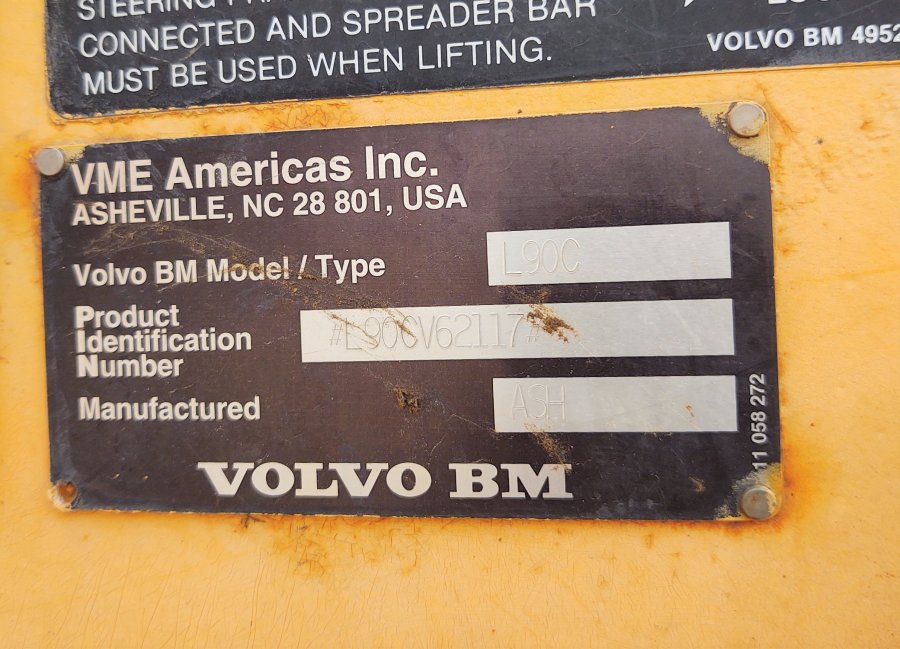 CONNECTED AND SPREADER BAR
MUST BE USED WHEN LIFTING.
VOLVO BM 4952
VME Americas Inc.
ASHEVILLE, NC 28 801, USA
Volvo BM Model / Type L90C
Product
Identification
Number
#L90CV62117#
Manufactured ASH
11 058 272
VOLVO BM